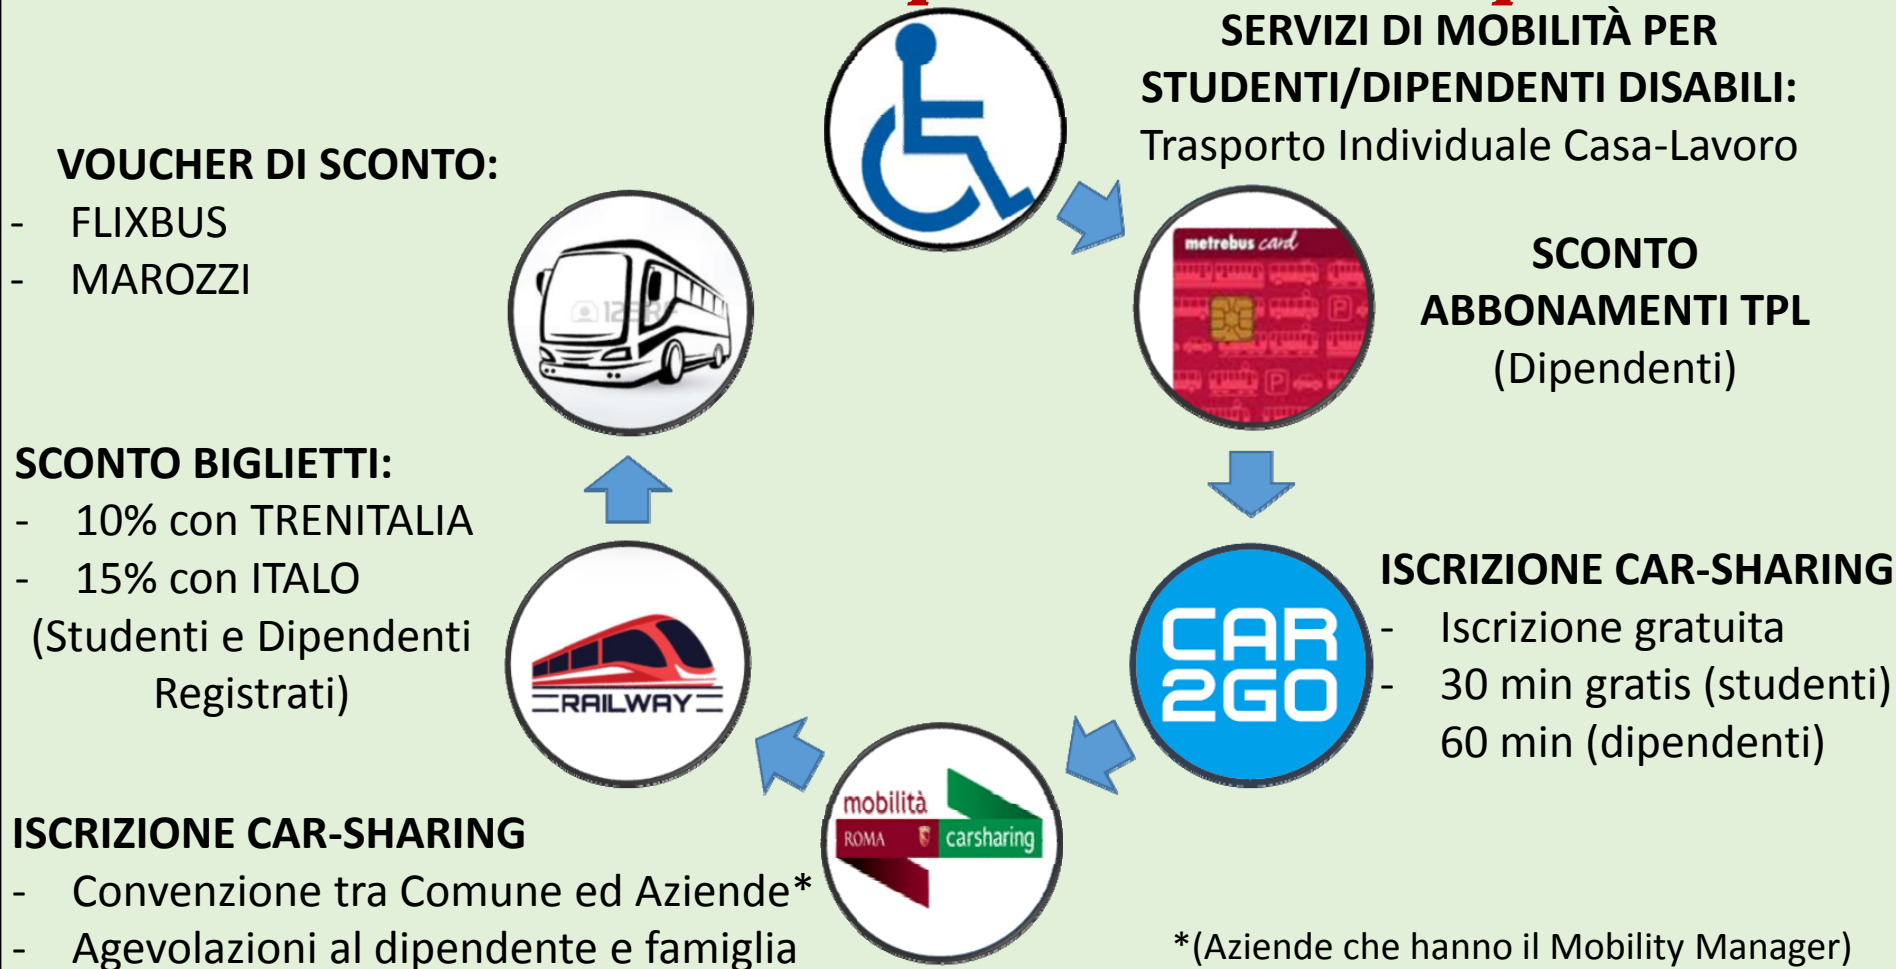 SERVIZI DI MOBILITÀ PER
STUDENTI/DIPENDENTI DISABILI:
Trasporto Individuale Casa-Lavoro
VOUCHER DI SCONTO:
- FLIXBUS
- MAROZZI
metrebus card
P
P
SCONTO
ABBONAMENTI TPL
(Dipendenti)
SCONTO BIGLIETTI:
- 10% con TRENITALIA
- 15% con ITALO
(Studenti e Dipendenti
Registrati)
RAILWAY
CAR
2GO
ISCRIZIONE CAR-SHARING
- Iscrizione gratuita
- 30 min gratis (studenti)
60 min (dipendenti)
mobilità
ROMA carsharing
ISCRIZIONE CAR-SHARING
- Convenzione tra Comune ed Aziende*
- Agevolazioni al dipendente e famiglia
*(Aziende che hanno il Mobility Manager)